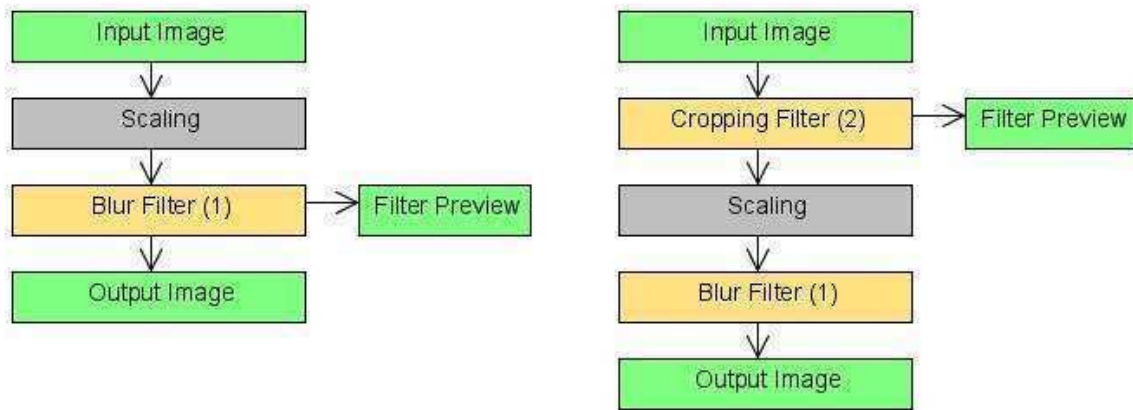 Input Image
Scaling
Blur Filter (1)
Filter Preview
Output Image
Input Image
Cropping Filter (2)
Filter Preview
Scaling
Blur Filter (1)
Output Image